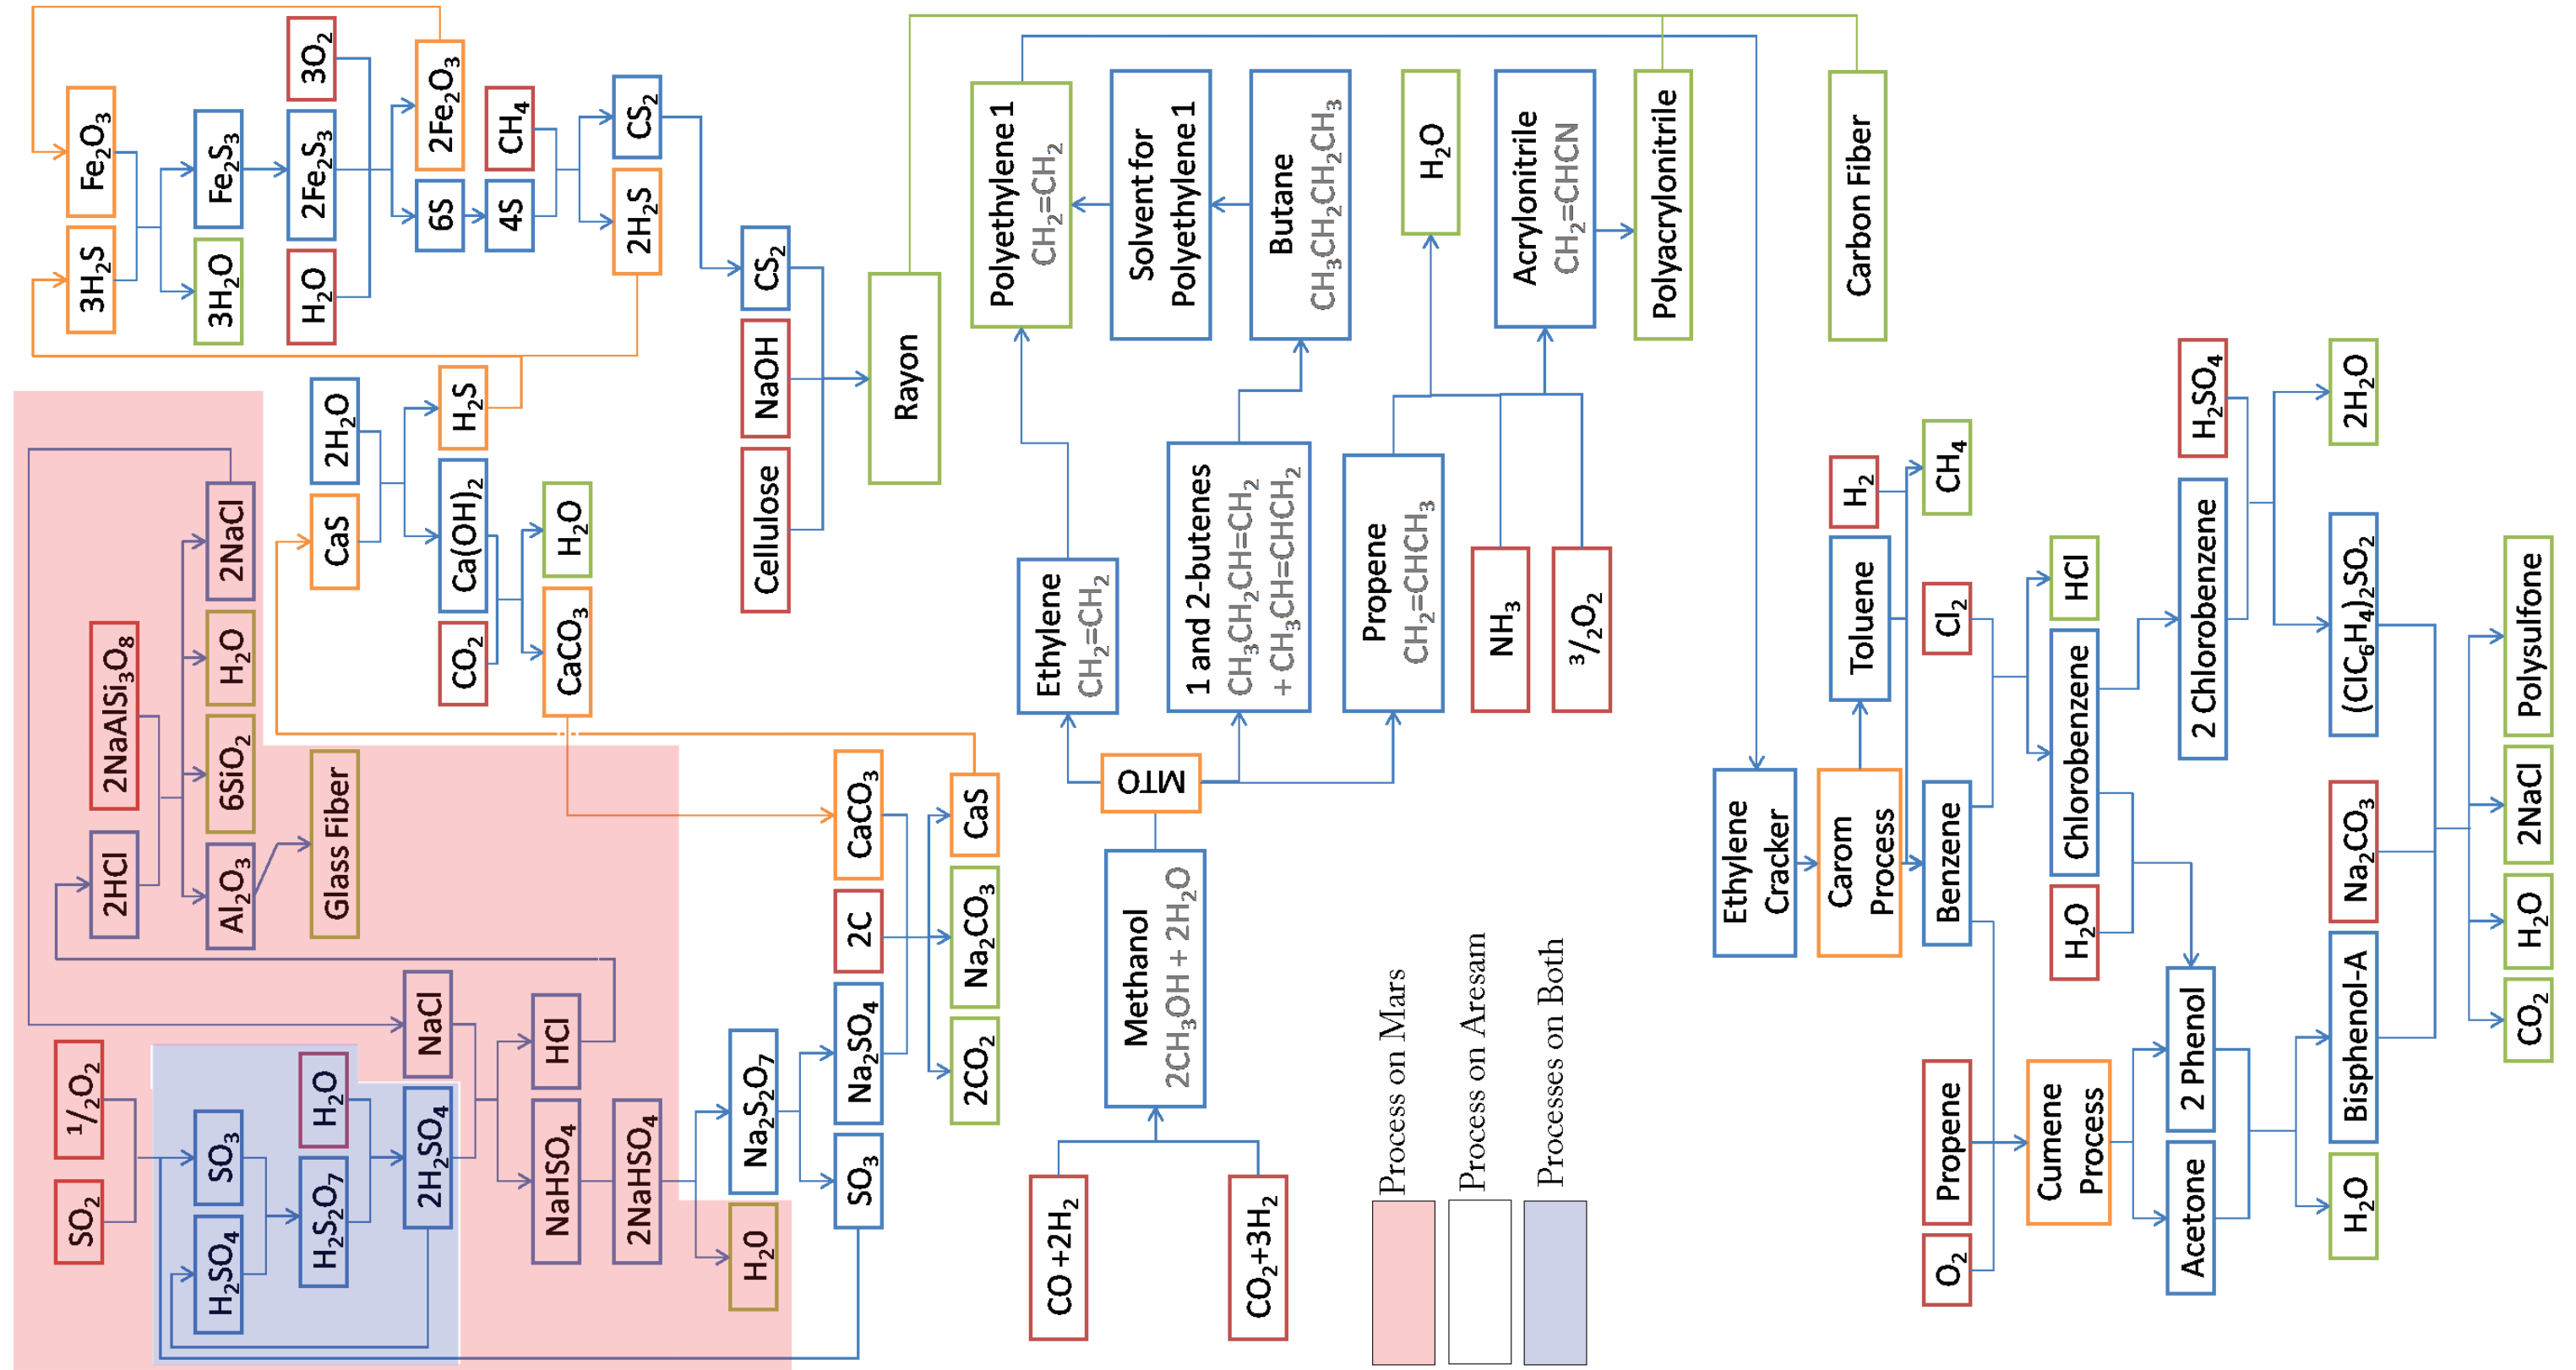 SO₂
¹/₂O₂
H₂SO₄
SO₃
H₂S₂O₇
H₂O
2H₂SO₄
NaCl
NaHSO₄
HCl
2NaHSO₄
H₂O
Na₂S₂O₇
SO₃
Na₂SO₄
2C
CaCO₃
2CO₂
Na₂CO₃
CaS
2HCl
2NaAlSi₃O₈
Al₂O₃
6SiO₂
H₂O
2NaCl
Glass Fiber
CaS
2H₂O
CO₂
Ca(OH)₂
H₂S
CaCO₃
H₂O
3H₂S
Fe₂O₃
3H₂O
Fe₂S₃
H₂O
2Fe₂S₃
3O₂
6S
2Fe₂O₃
4S
CH₄
2H₂S
CS₂
Cellulose
NaOH
CS₂
Rayon
CO +2H₂
CO₂+3H₂
Methanol
2CH₃OH + 2H₂O
MTO
Ethylene
CH₂=CH₂
1 and 2-butenes
CH₃CH₂CH=CH₂
+ CH₃CH=CHCH₂
Propene
CH₂=CHCH₃
NH₃
³/₂O₂
Polyethylene 1
CH₂=CH₂
Solvent for
Polyethylene 1
Butane
CH₃CH₂CH₂CH₃
H₂O
Acrylonitrile
CH₂=CHCN
Polyacrylonitrile
Carbon Fiber
Process on Mars
Process on Aresam
Processes on Both
Ethylene
Cracker
Carom
Process
Toluene
H₂
O₂
Propene
Benzene
Cl₂
CH₄
Cumene
Process
H₂O
Chlorobenzene
HCl
Acetone
2 Phenol
2 Chlorobenzene
H₂SO₄
H₂O
Bisphenol-A
Na₂CO₃
(ClC₆H₄)₂SO₂
2H₂O
CO₂
H₂O
2NaCl
Polysulfone